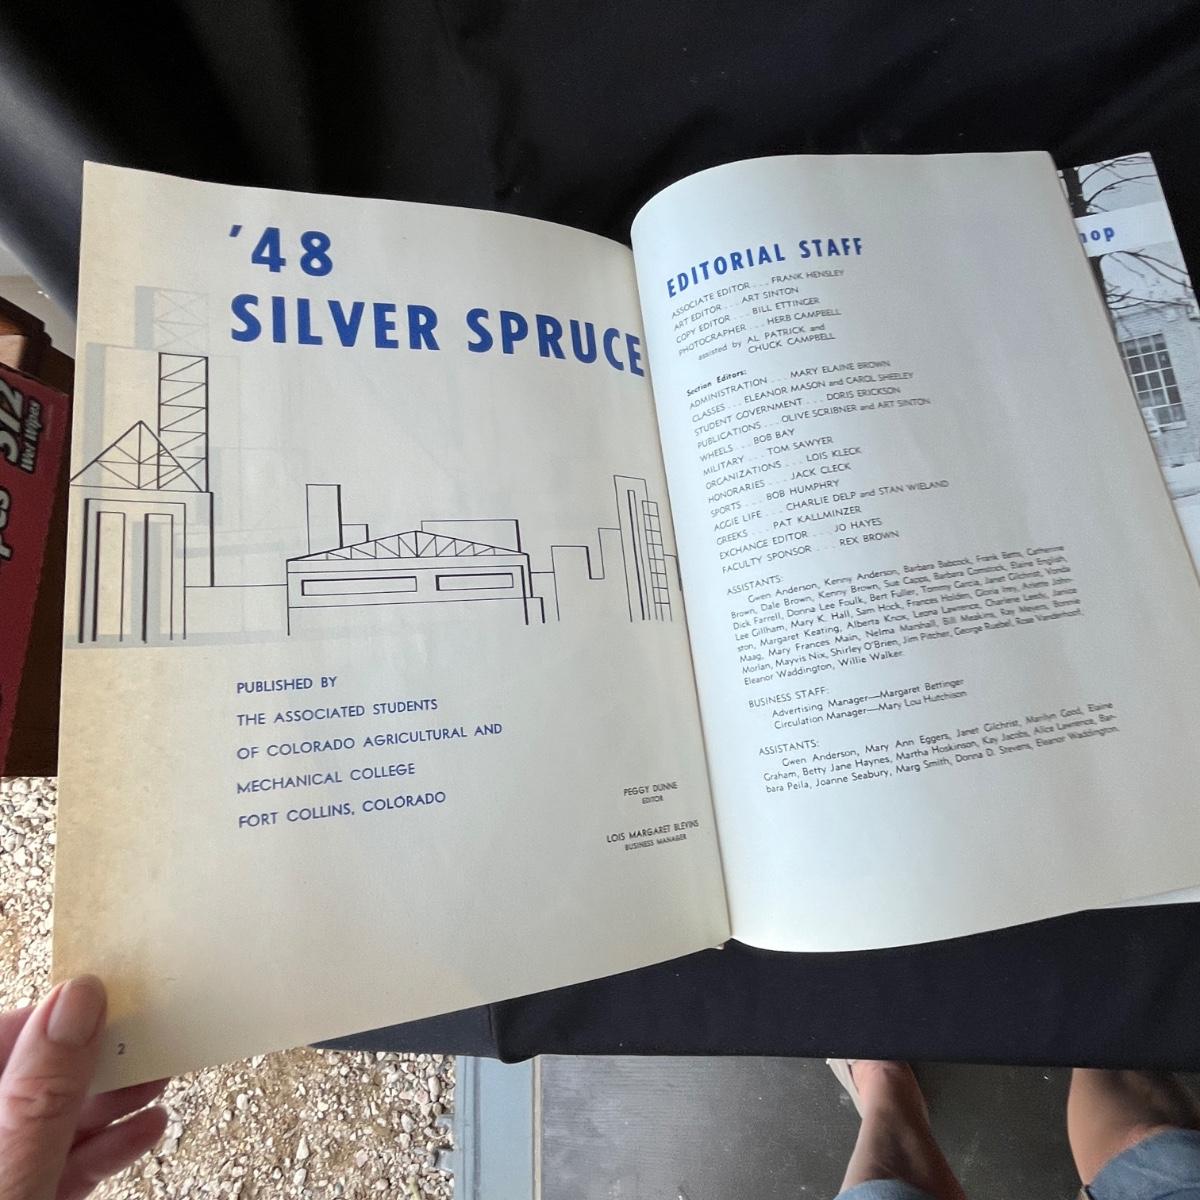 '48
SILVER SPRUCE
PUBLISHED BY
THE ASSOCIATED STUDENTS
OF COLORADO AGRICULTURAL AND
MECHANICAL COLLEGE
FORT COLLINS, COLORADO
PEGGY DUNNE
EDITOR
LOIS MARGARET BLEVINS
BUSINESS MANAGER
2
EDITORIAL STAFF
ASSOCIATE EDITOR . . . FRANK HENSLEY
ART EDITOR . . . ART SINTON
COPY EDITOR . . . BILL ETTINGER
PHOTOGRAPHER . . . HERB CAMPBELL
assisted by AL PATRICK and
CHUCK CAMPBELL
Section Editors:
ADMINISTRATION . . . MARY ELAINE BROWN
CLASSES . . . ELEANOR MASON and CAROL SHEELEY
STUDENT GOVERNMENT . . . DORIS ERICKSON
PUBLICATIONS . . . OLIVE SCRIBNER and ART SINTON
WHEELS . . . BOB BAY
MILITARY . . . TOM SAWYER
ORGANIZATIONS . . . LOIS KLECK
HONORARIES . . . JACK CLECK
SPORTS . . . BOB HUMPHRY
AGGIE LIFE . . . CHARLIE DELP and STAN WIELAND
GREEKS . . . PAT KALLMINZER
EXCHANGE EDITOR . . . JO HAYES
FACULTY SPONSOR . . . REX BROWN
ASSISTANTS:
Gwen Anderson, Kenny Anderson, Barbara Babcock, Frank Betts, Catherine
Brown, Dale Brown, Kenny Brown, Sue Capps, Barbara Comstock, Elaine English,
Dick Farrell, Donna Lee Foulk, Bert Fuller, Tommy Garcia, Janet Gilchrist, Vonda
Lee Gillham, Mary K. Hall, Sam Hock, Frances Holden, Gloria Irey, Arlette John-
ston, Margaret Keating, Alberta Knox, Leona Lawrence, Charlene Leedy, Janice
Maag, Mary Frances Main, Nelma Marshall, Bill Meakins, Ray Mevers, Bonnie
Morlan, Mayvis Nix, Shirley O'Brien, Jim Pitcher, George Ruebel, Rose Vanderhoof,
Eleanor Waddington, Willie Walker.
BUSINESS STAFF:
Advertising Manager—Margaret Bettinger
Circulation Manager—Mary Lou Hutchison
ASSISTANTS:
Gwen Anderson, Mary Ann Eggers, Janet Gilchrist, Marilyn Good, Elaine
Graham, Betty Jane Haynes, Martha Hoskinson, Kay Jacobs, Alice Lawrence, Bar-
bara Peila, Joanne Seabury, Marg Smith, Donna D. Stevens, Eleanor Waddington.